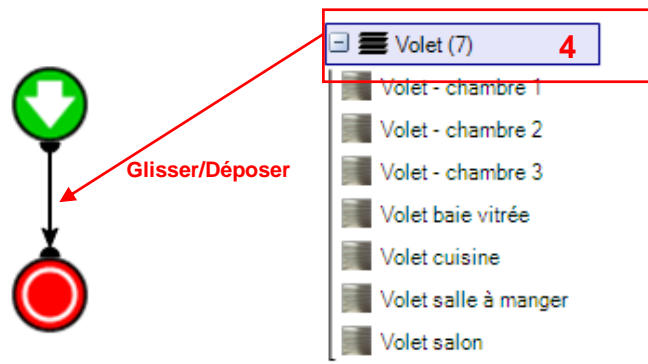 Volet (7)
4
Volet - chambre 1
Volet - chambre 2
Glisser/Déposer
Volet - chambre 3
Volet baie vitrée
Volet cuisine
Volet salle à manger
Volet salon